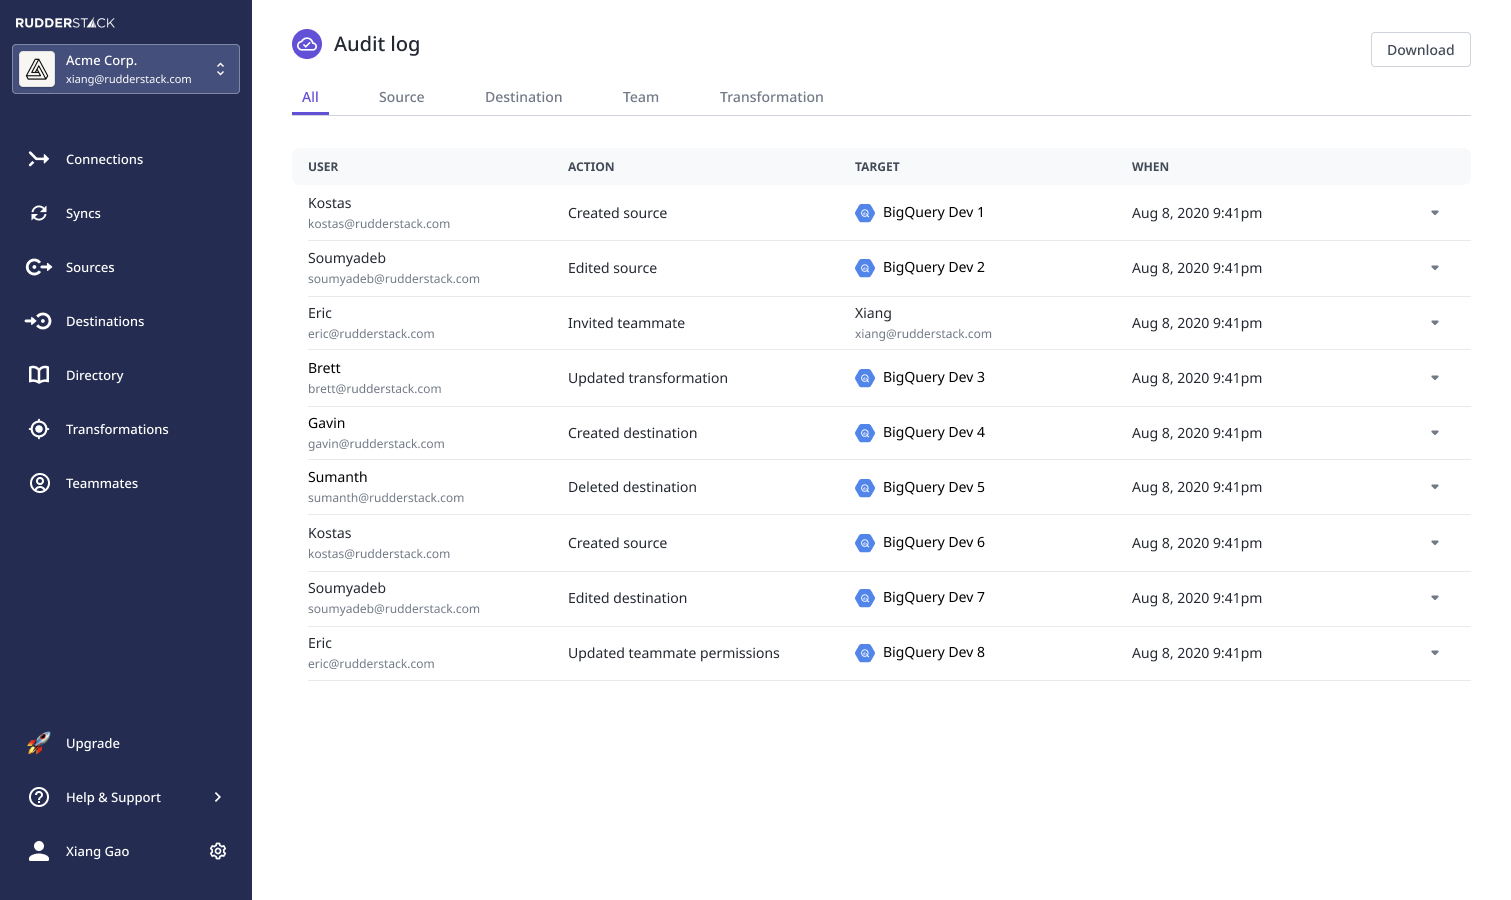 RUDDERSTACK
Acme Corp.
xiang@rudderstack.com
Connections
Syncs
Sources
Destinations
Directory
Transformations
Teammates
Upgrade
Help & Support
Xiang Gao
Audit log
Download
All Source Destination Team Transformation
USER ACTION TARGET WHEN
Kostas
kostas@rudderstack.com
Created source
BigQuery Dev 1
Aug 8, 2020 9:41pm
Soumyadeb
soumyadeb@rudderstack.com
Edited source
BigQuery Dev 2
Aug 8, 2020 9:41pm
Eric
eric@rudderstack.com
Invited teammate
Xiang
xiang@rudderstack.com
Aug 8, 2020 9:41pm
Brett
brett@rudderstack.com
Updated transformation
BigQuery Dev 3
Aug 8, 2020 9:41pm
Gavin
gavin@rudderstack.com
Created destination
BigQuery Dev 4
Aug 8, 2020 9:41pm
Sumanth
sumanth@rudderstack.com
Deleted destination
BigQuery Dev 5
Aug 8, 2020 9:41pm
Kostas
kostas@rudderstack.com
Created source
BigQuery Dev 6
Aug 8, 2020 9:41pm
Soumyadeb
soumyadeb@rudderstack.com
Edited destination
BigQuery Dev 7
Aug 8, 2020 9:41pm
Eric
eric@rudderstack.com
Updated teammate permissions
BigQuery Dev 8
Aug 8, 2020 9:41pm